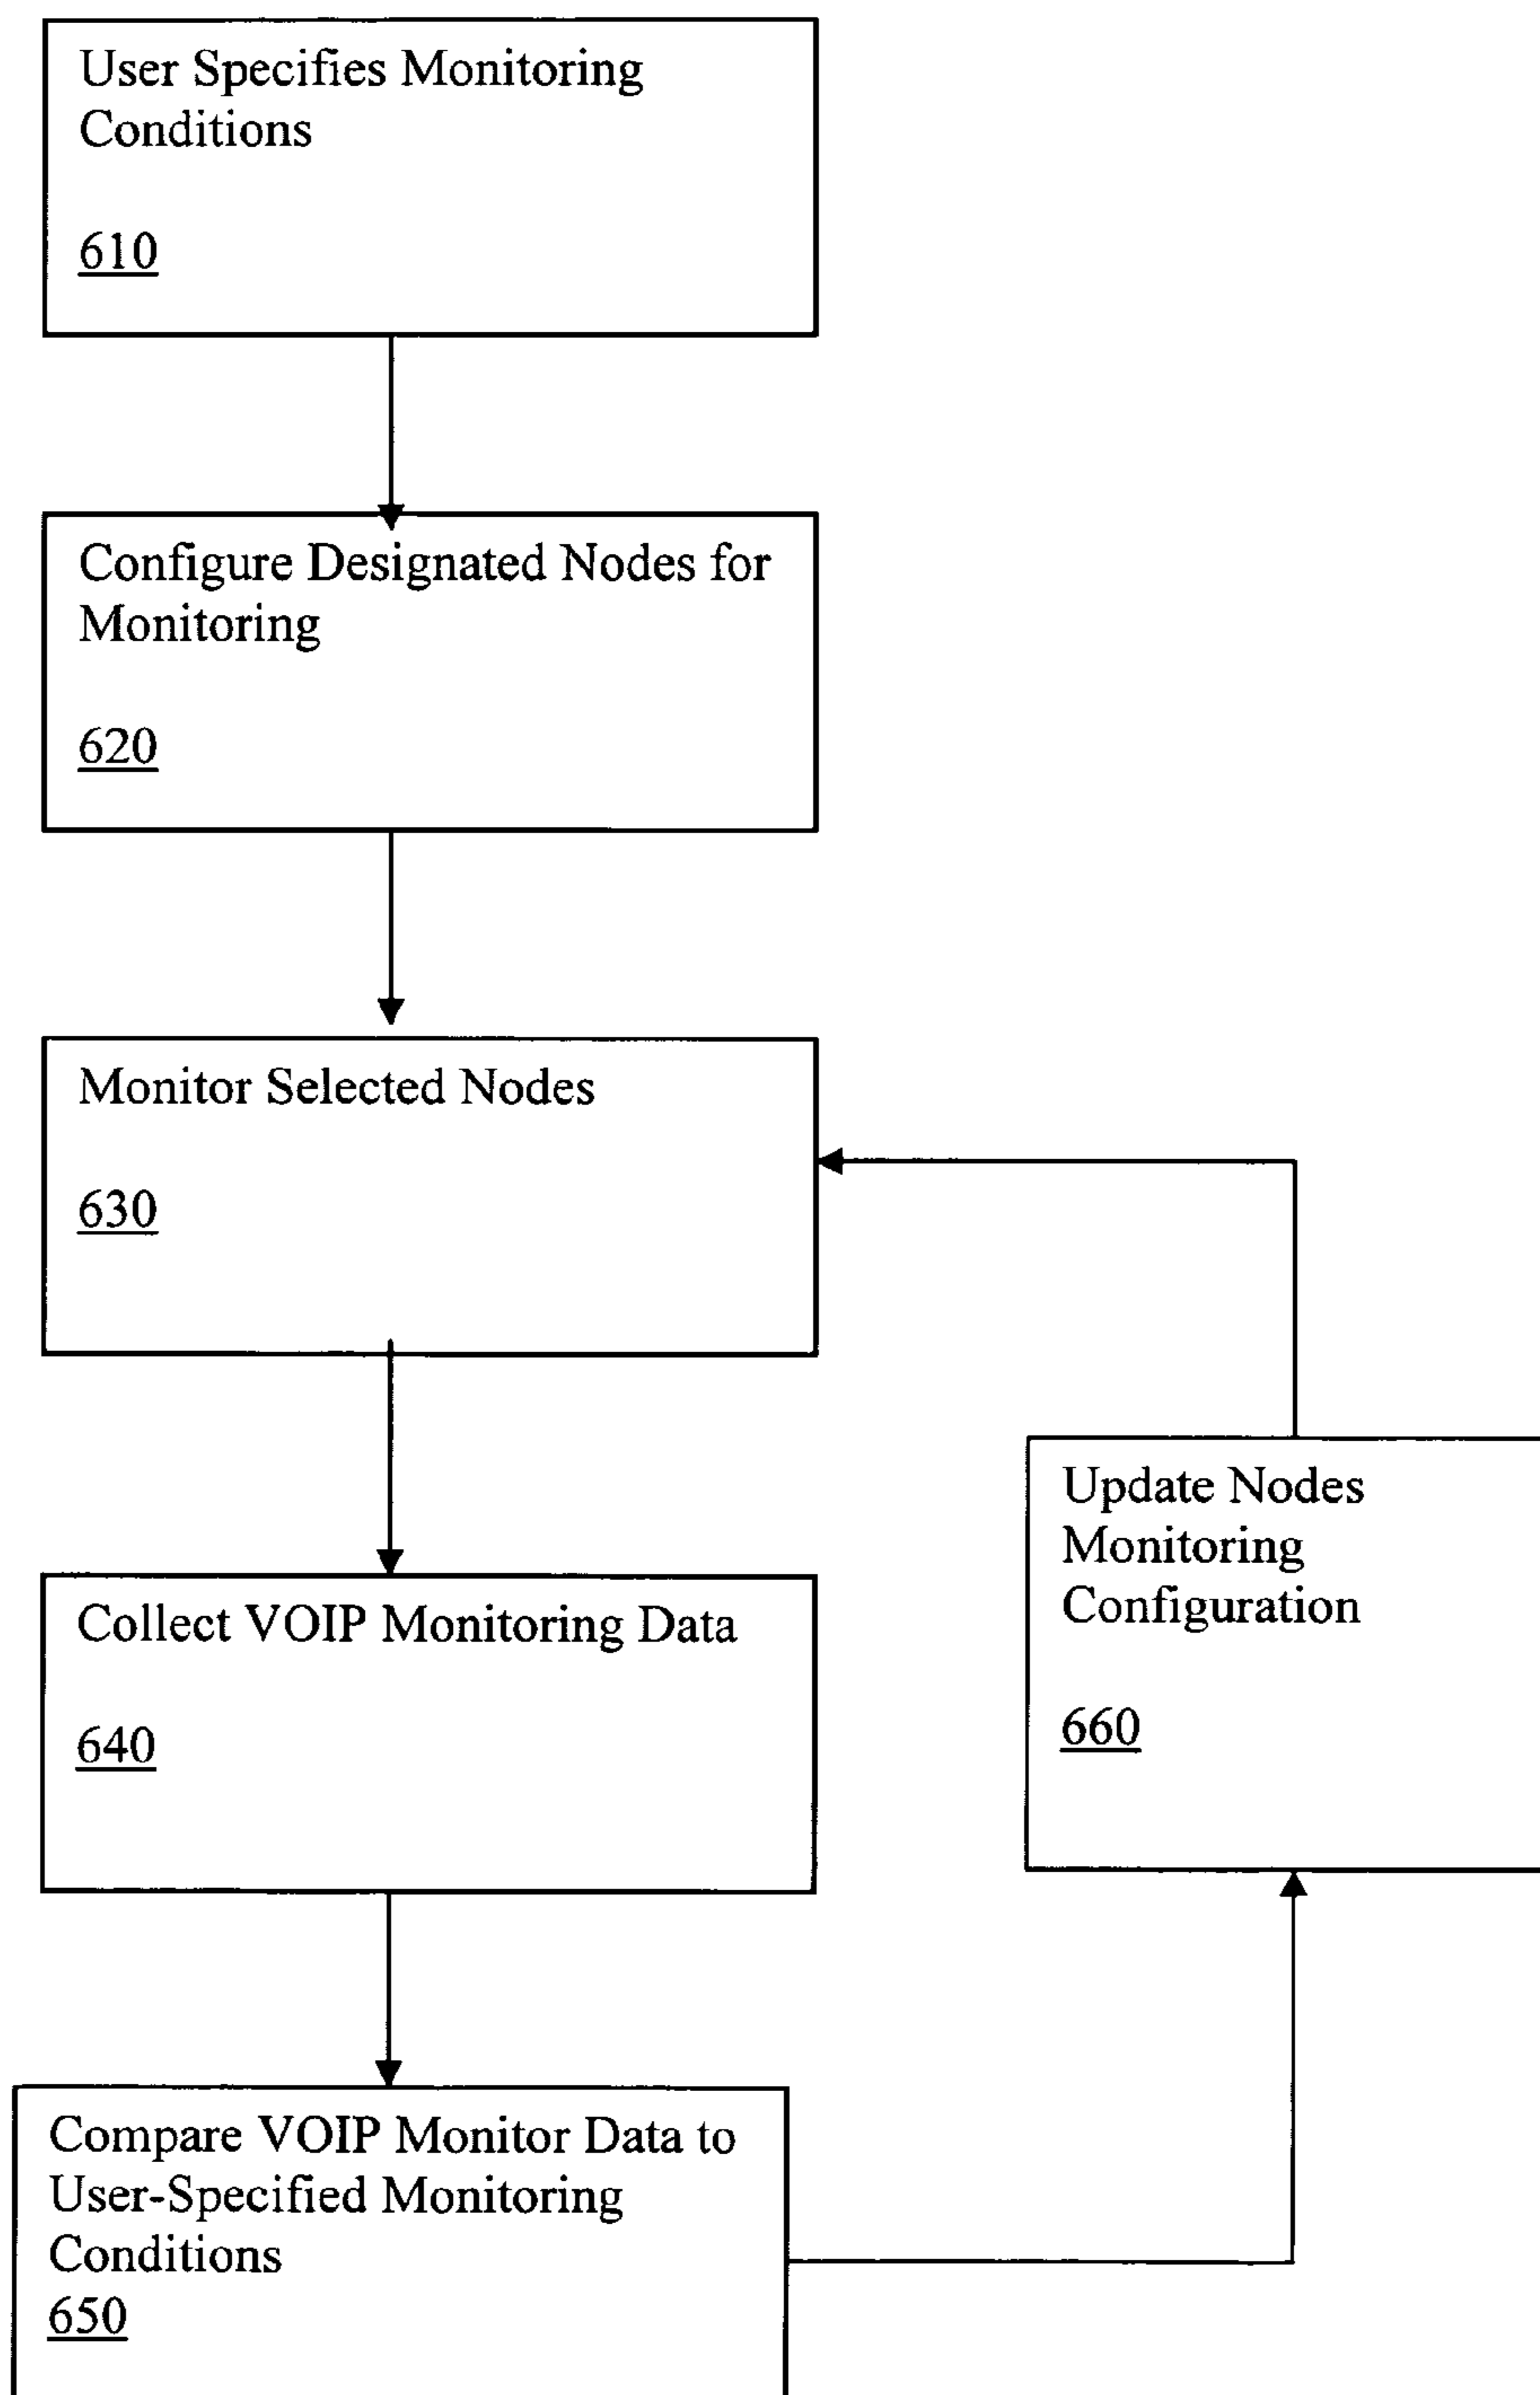 User Specifies Monitoring
Conditions
610
Configure Designated Nodes for
Monitoring
620
Monitor Selected Nodes
630
Collect VOIP Monitoring Data
640
Compare VOIP Monitor Data to
User-Specified Monitoring
Conditions
650
Update Nodes
Monitoring
Configuration
660